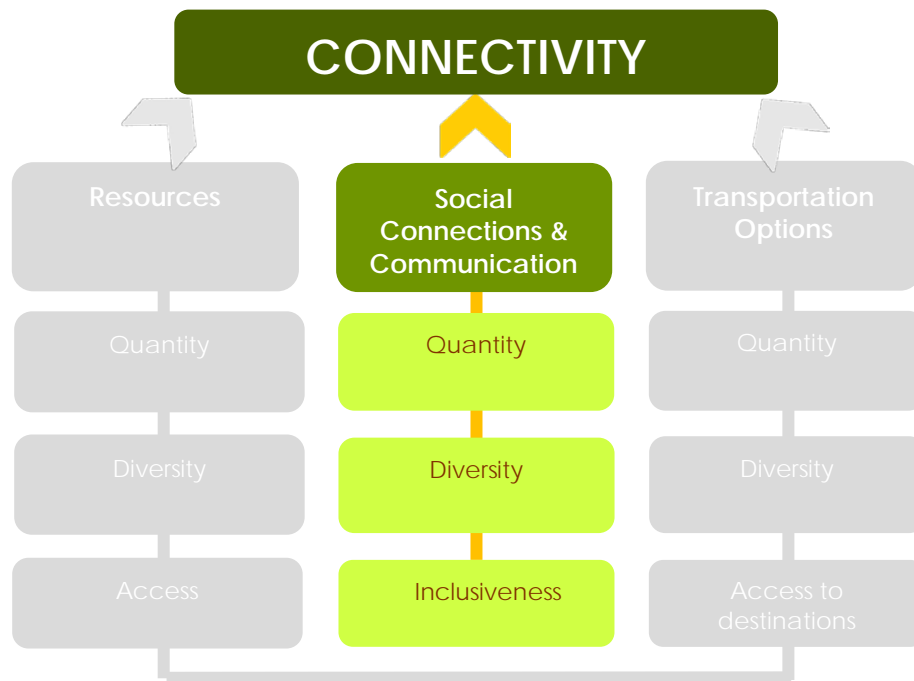 CONNECTIVITY
Resources
Quantity
Diversity
Access
Social
Connections &
Communication
Quantity
Diversity
Inclusiveness
Transportation
Options
Quantity
Diversity
Access to
destinations